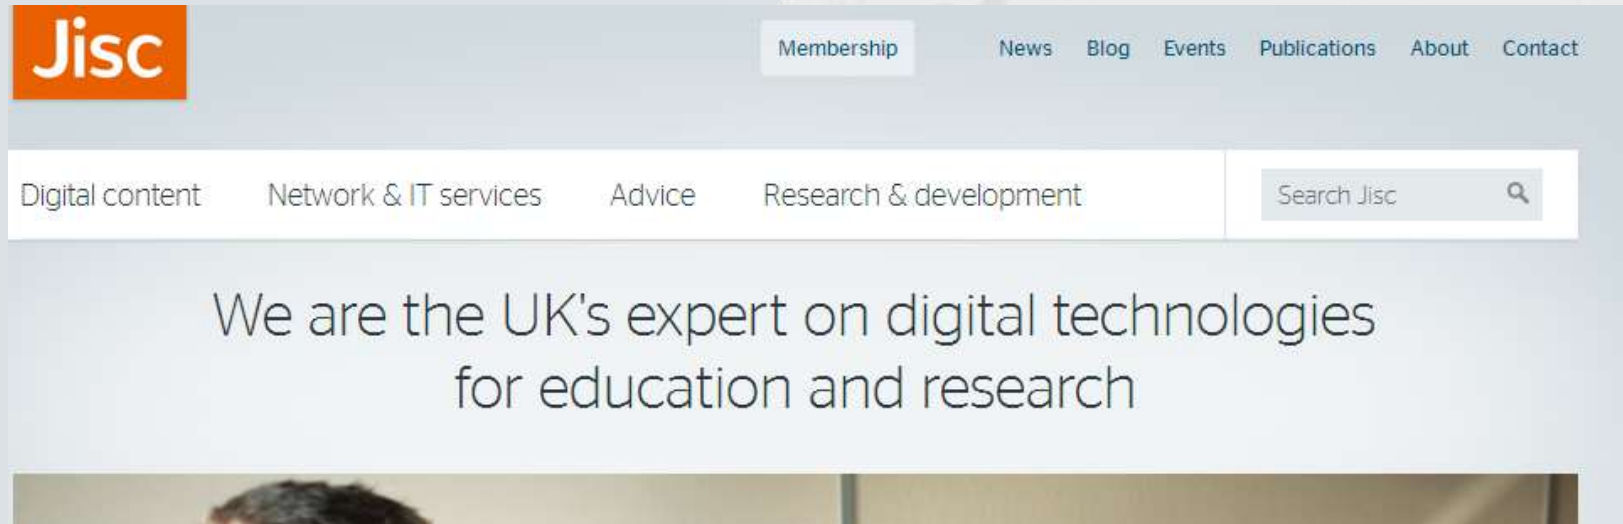 Jisc
Membership News Blog Events Publications About Contact
Digital content Network & IT services Advice Research & development Search Jisc
We are the UK's expert on digital technologies
for education and research